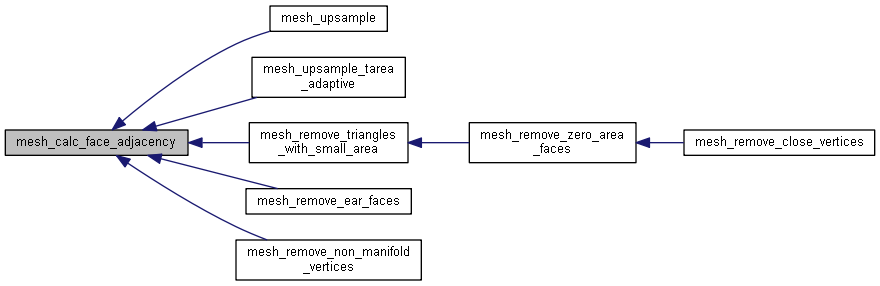 mesh_upsample
mesh_upsample_tarea
_adaptive
mesh_calc_face_adjacency
mesh_remove_triangles
_with_small_area
mesh_remove_zero_area
_faces
mesh_remove_close_vertices
mesh_remove_ear_faces
mesh_remove_non_manifold
_vertices